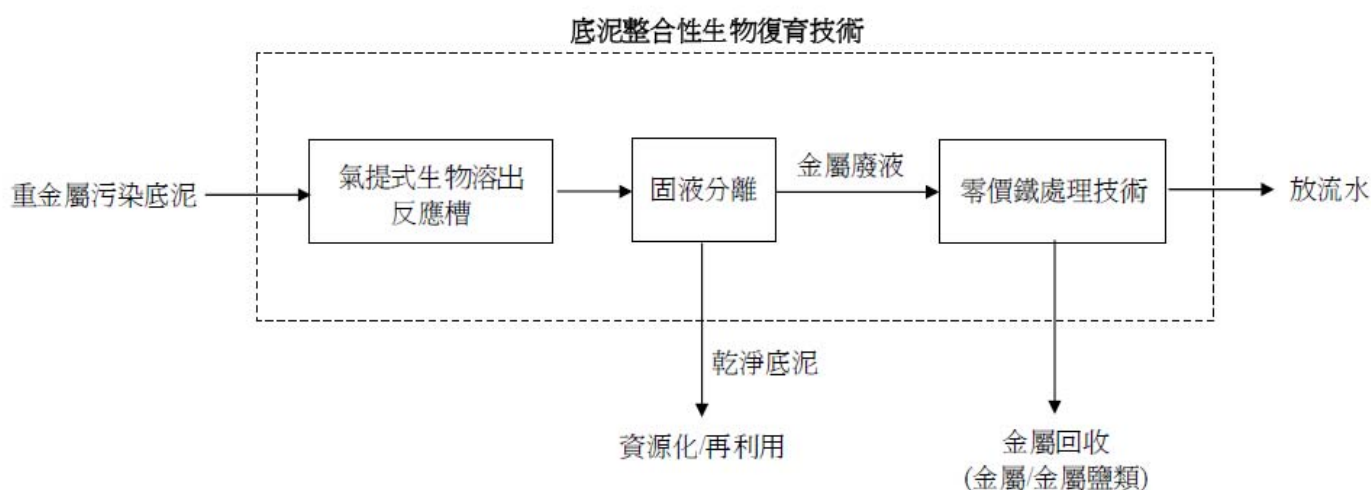 底泥整合性生物復育技術
重金屬污染底泥
氣提式生物溶出
反應槽
固液分離
金屬廢液
零價鐵處理技術
放流水
乾淨底泥
資源化/再利用
金屬回收
(金屬/金屬鹽類)